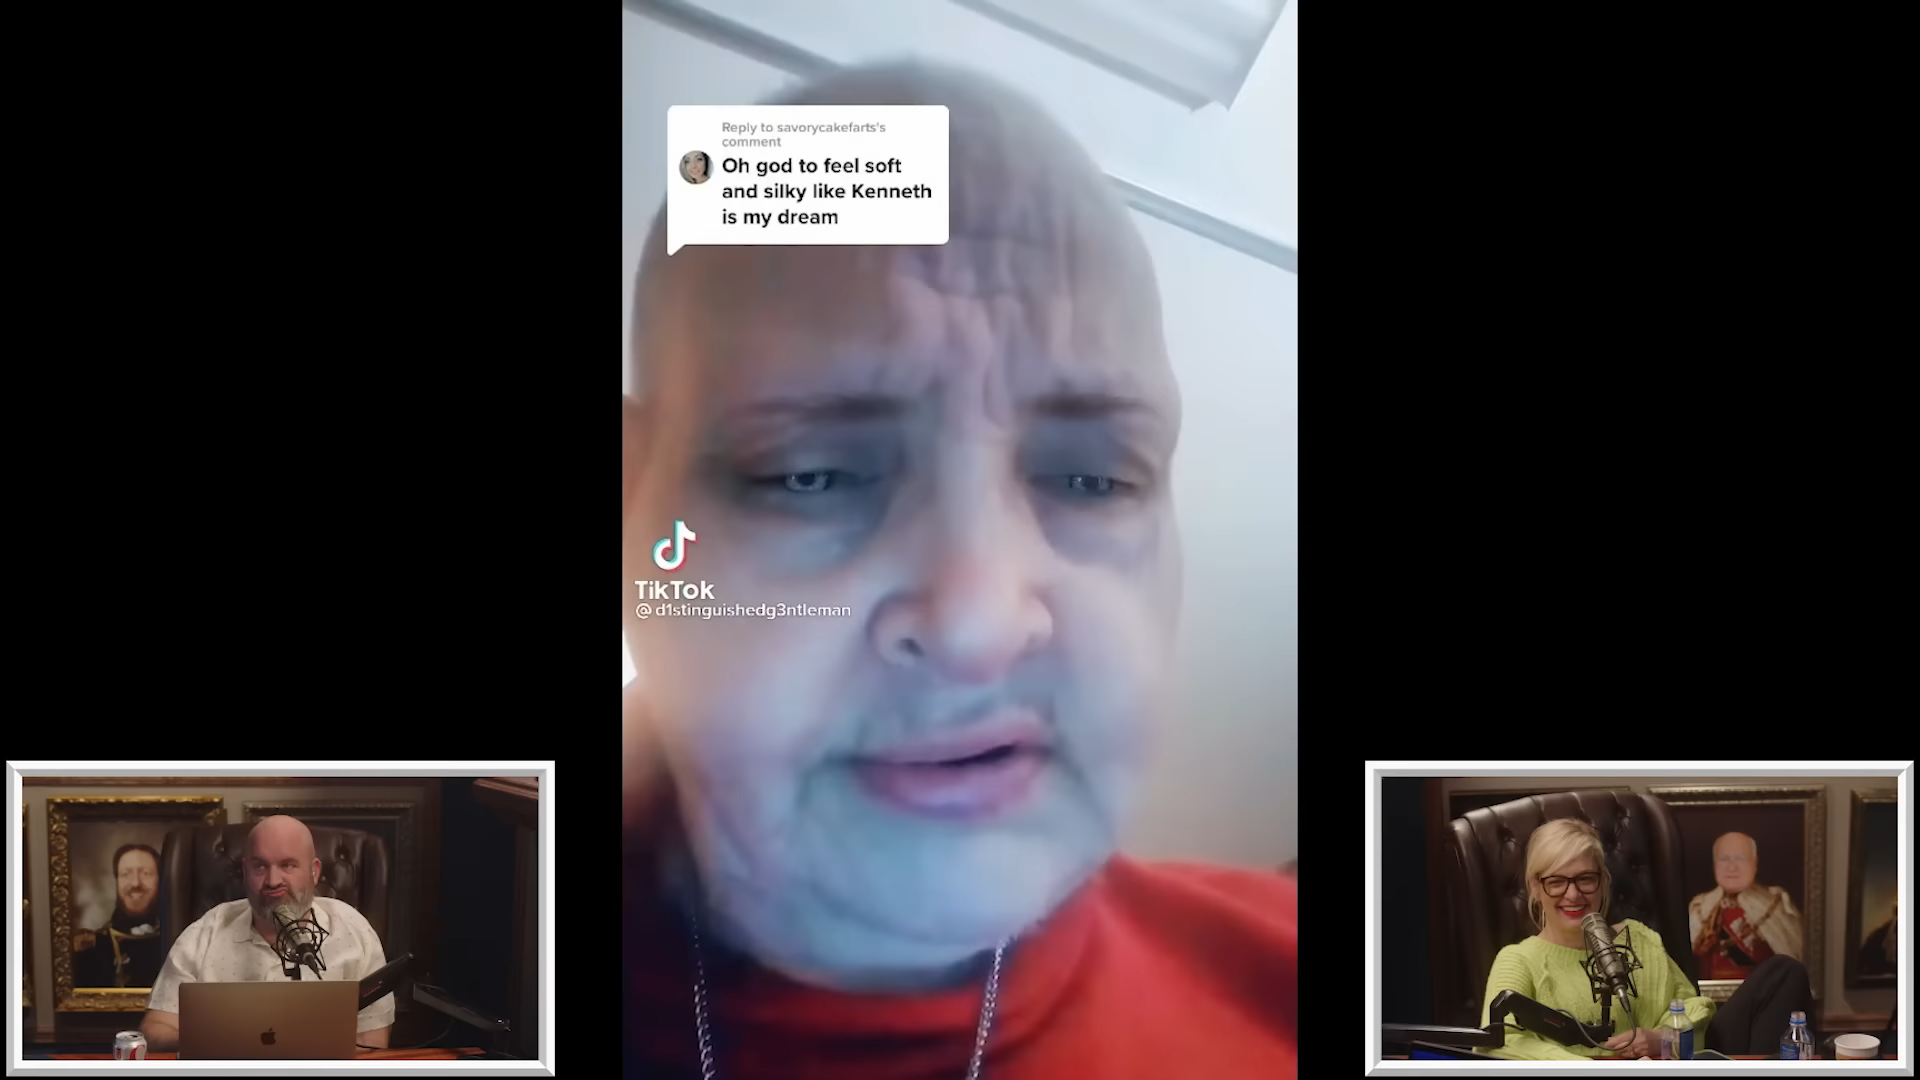 Reply to savorycakefarts's
comment
Oh god to feel soft
and silky like Kenneth
is my dream
TikTok
@d1stinguishedg3ntleman